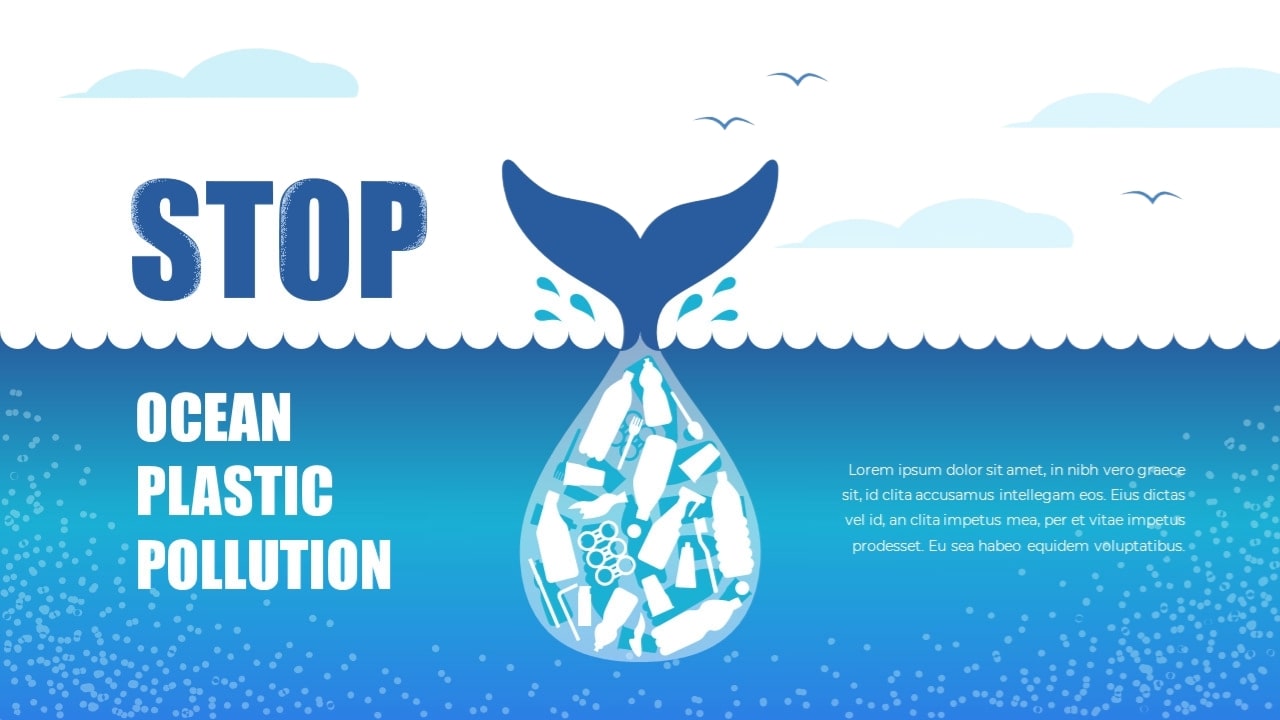 STOP
OCEAN
PLASTIC
POLLUTION
Lorem ipsum dolor sit amet, in nibh vero graece
sit, id clita accusamus intellegam eos. Eius dictas
vel id, an clita impetus mea, per et vitae impetus
prodesset. Eu sea habeo equidem voluptatibus.